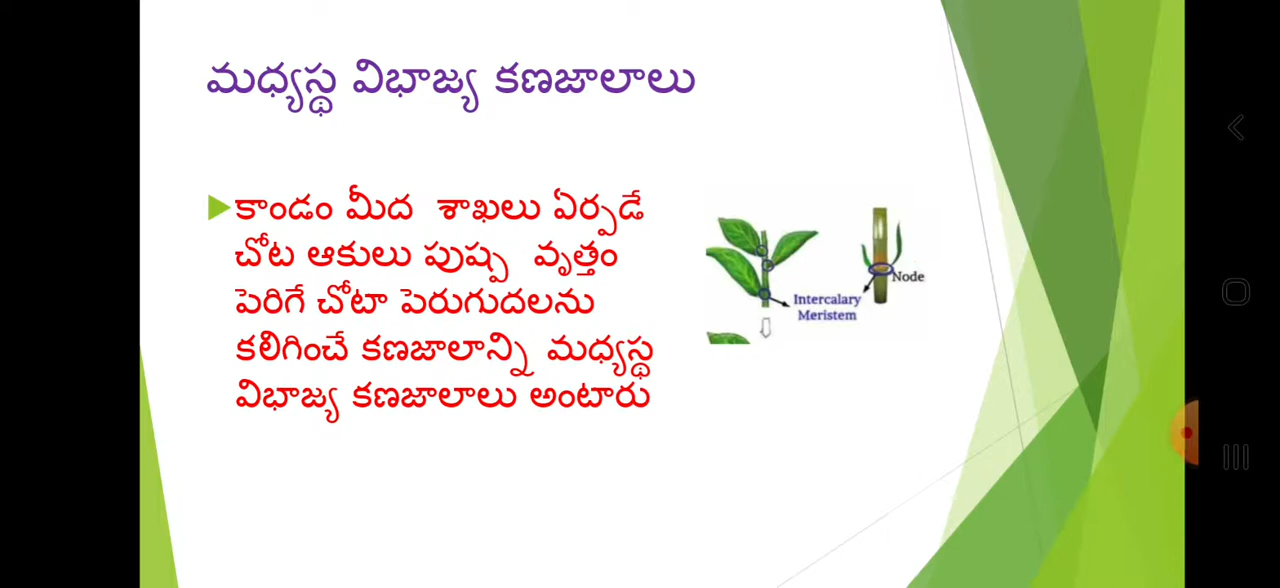 మధ్యస్థ విభాజ్య కణజాలాలు
కాండం మీద శాఖలు ఏర్పడే
చోట ఆకులు పుష్ప వృత్తం
పెరిగే చోటా పెరుగుదలను
కలిగించే కణజాలాన్ని మధ్యస్థ
విభాజ్య కణజాలాలు అంటారు
Node
Intercalary
Meristem